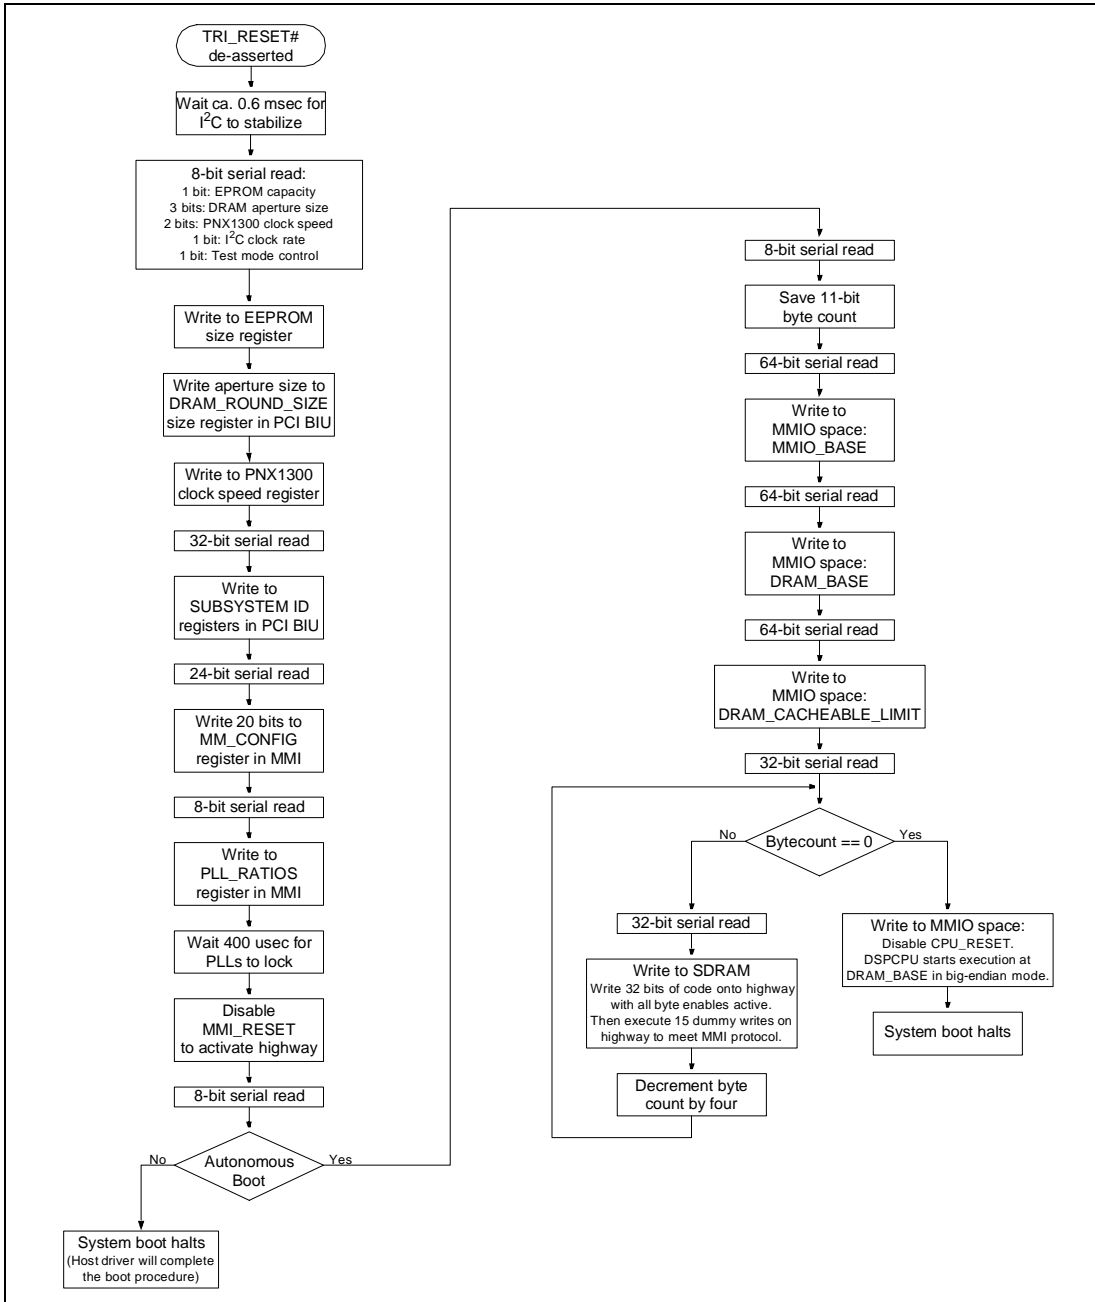 TRI_RESET#
de-asserted
Wait ca. 0.6 msec for
I²C to stabilize
8-bit serial read:
1 bit: EPROM capacity
3 bits: DRAM aperture size
2 bits: PNX1300 clock speed
1 bit: I²C clock rate
1 bit: Test mode control
Write to EEPROM
size register
Write aperture size to
DRAM_ROUND_SIZE
size register in PCI BIU
Write to PNX1300
clock speed register
32-bit serial read
Write to
SUBSYSTEM ID
registers in PCI BIU
24-bit serial read
Write 20 bits to
MM_CONFIG
register in MMI
8-bit serial read
Write to
PLL_RATIOS
register in MMI
Wait 400 usec for
PLLs to lock
Disable
MMI_RESET
to activate highway
8-bit serial read
No
Autonomous
Boot
Yes
System boot halts
(Host driver will complete
the boot procedure)
8-bit serial read
Save 11-bit
byte count
64-bit serial read
Write to
MMIO space:
MMIO_BASE
64-bit serial read
Write to
MMIO space:
DRAM_BASE
64-bit serial read
Write to
MMIO space:
DRAM_CACHEABLE_LIMIT
32-bit serial read
No
Bytecount == 0
Yes
32-bit serial read
Write to SDRAM
Write 32 bits of code onto highway
with all byte enables active.
Then execute 15 dummy writes on
highway to meet MMI protocol.
Decrement byte
count by four
Write to MMIO space:
Disable CPU_RESET.
DSPCPU starts execution at
DRAM_BASE in big-endian mode.
System boot halts